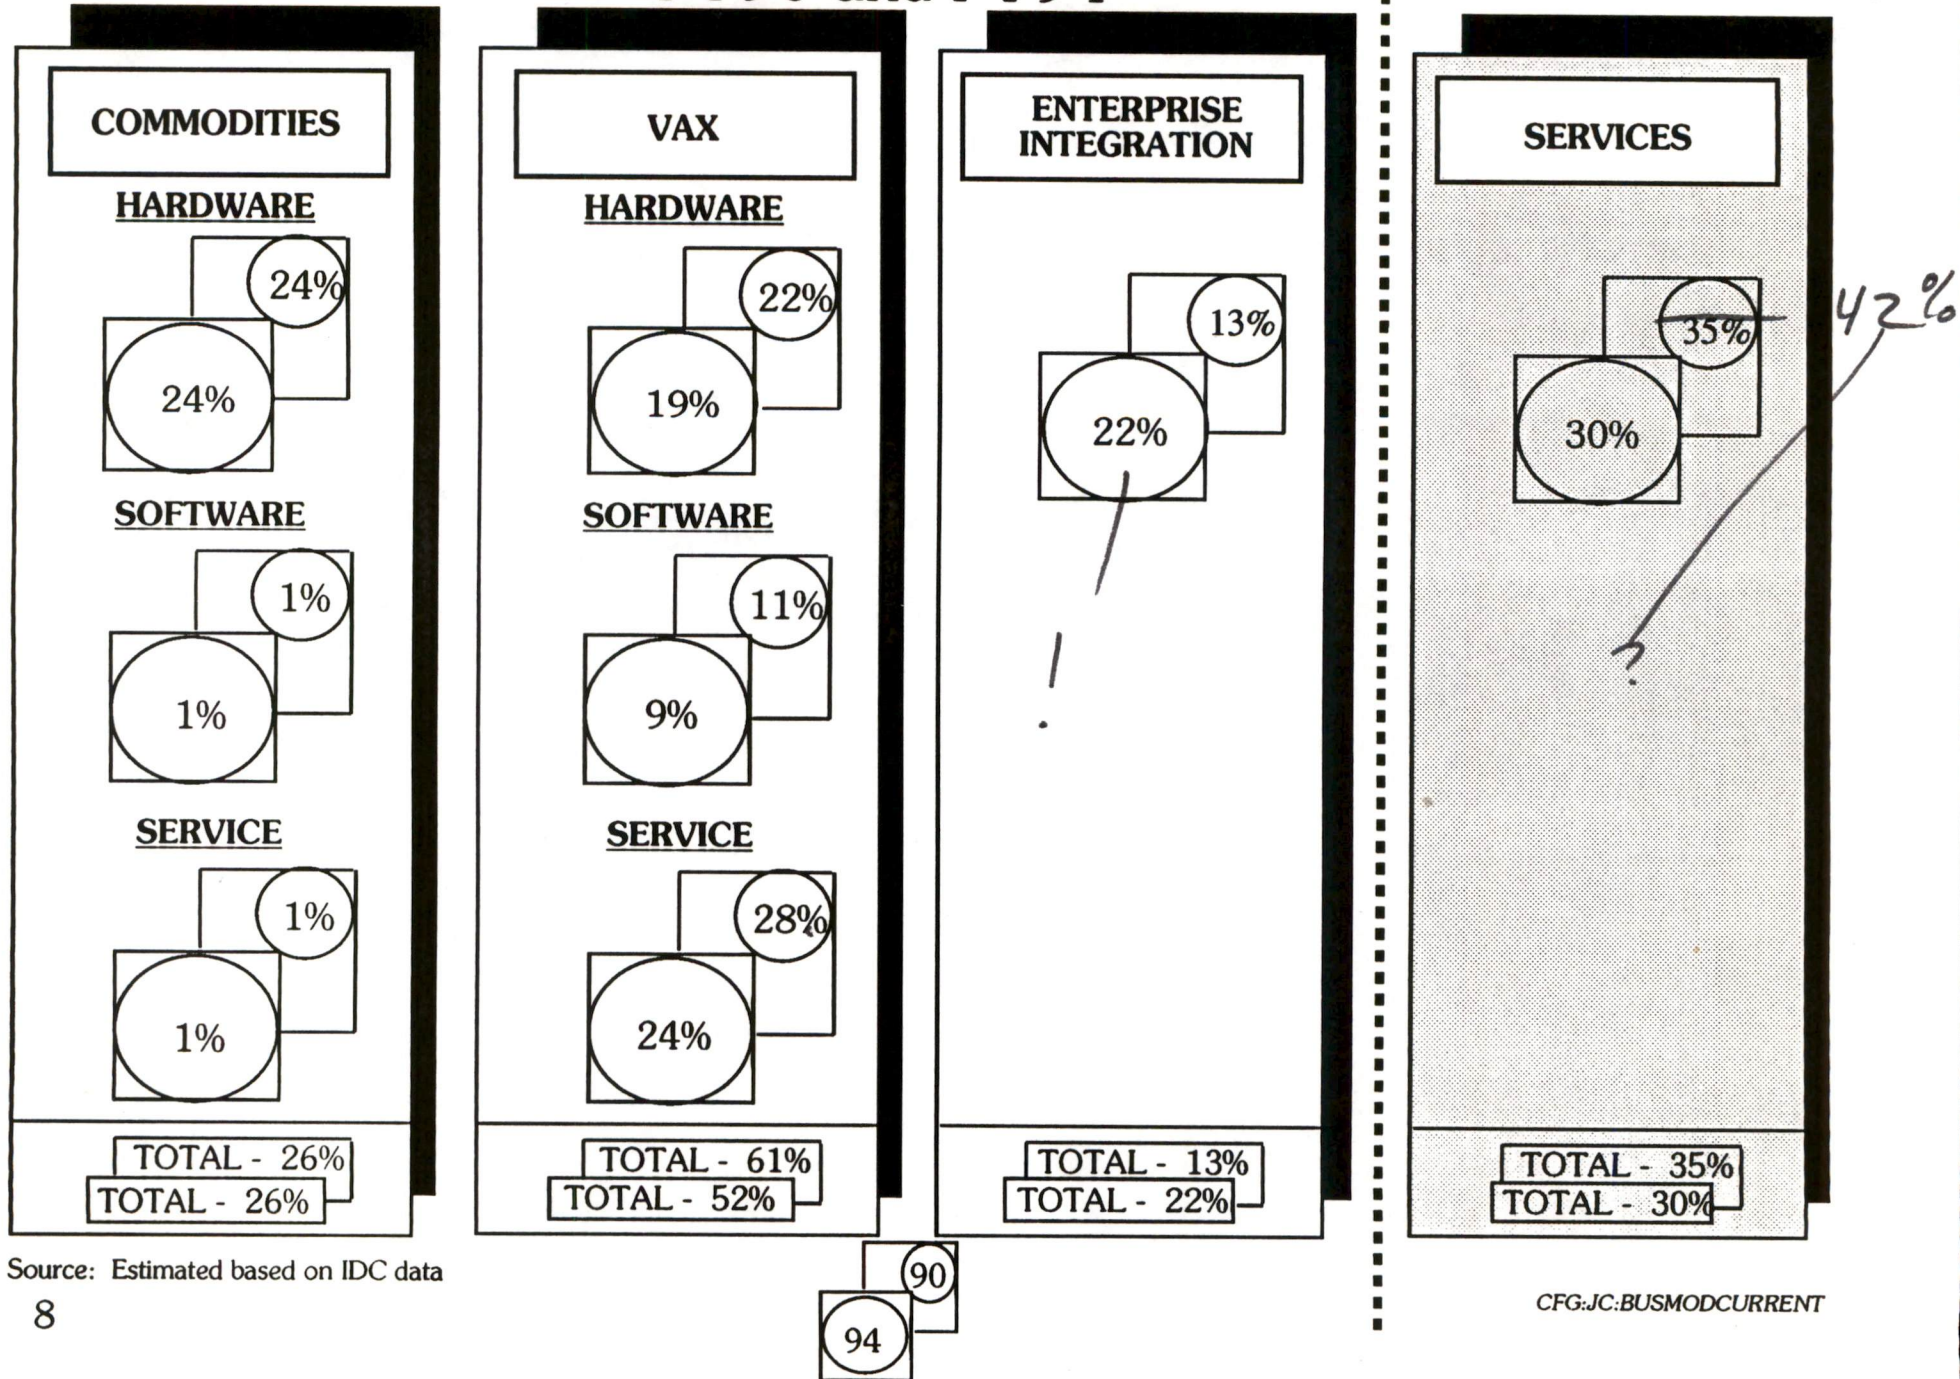 COMMODITIES
HARDWARE
24%
24%
SOFTWARE
1%
1%
SERVICE
1%
1%
TOTAL - 26%
TOTAL - 26%
VAX
HARDWARE
22%
19%
SOFTWARE
11%
9%
SERVICE
28%
24%
TOTAL - 61%
TOTAL - 52%
ENTERPRISE
INTEGRATION
13%
22%
!
TOTAL - 13%
TOTAL - 22%
SERVICES
35%
42%
30%
?
TOTAL - 35%
TOTAL - 30%
Source: Estimated based on IDC data
8
90
94
CFG:JC:BUSMODCURRENT